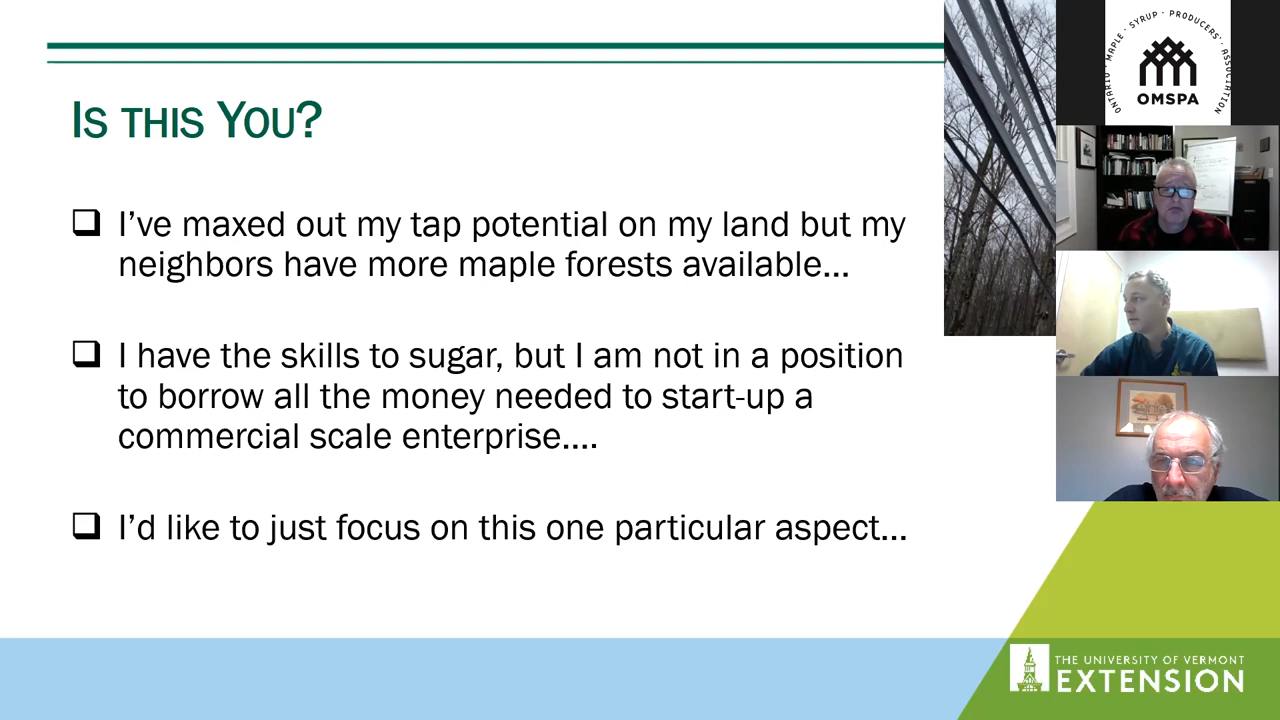 IS THIS YOU?
❑ I've maxed out my tap potential on my land but my
neighbors have more maple forests available...
❑ I have the skills to sugar, but I am not in a position
to borrow all the money needed to start-up a
commercial scale enterprise....
❑ I'd like to just focus on this one particular aspect...
ONTARIO · MAPLE · SYRUP · PRODUCERS' · ASSOCIATION
OMSPA
THE UNIVERSITY OF VERMONT
EXTENSION